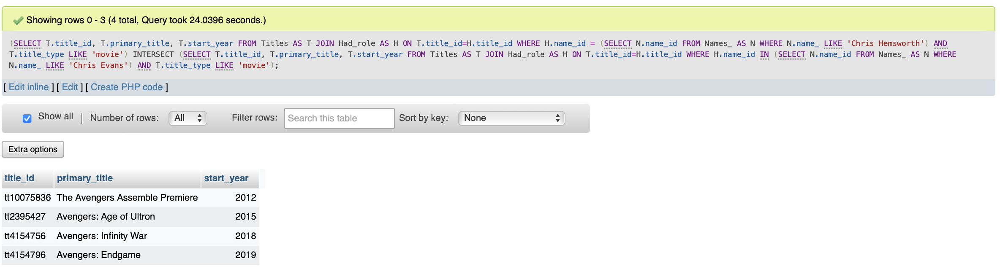 Showing rows 0 - 3 (4 total, Query took 24.0396 seconds.)
(SELECT T.title_id, T.primary_title, T.start_year FROM Titles AS T JOIN Had_role AS H ON T.title_id=H.title_id WHERE H.name_id = (SELECT N.name_id FROM Names_ AS N WHERE N.name_ LIKE 'Chris Hemsworth') AND
T.title_type LIKE 'movie') INTERSECT (SELECT T.title_id, T.primary_title, T.start_year FROM Titles AS T JOIN Had_role AS H ON T.title_id=H.title_id WHERE H.name_id IN (SELECT N.name_id FROM Names_ AS N WHERE
N.name_ LIKE 'Chris Evans') AND T.title_type LIKE 'movie');
[ Edit inline ] [ Edit ] [ Create PHP code ]
Show all | Number of rows: All Filter rows: Search this table Sort by key: None
Extra options
title_id primary_title start_year
tt10075836 The Avengers Assemble Premiere 2012
tt2395427 Avengers: Age of Ultron 2015
tt4154756 Avengers: Infinity War 2018
tt4154796 Avengers: Endgame 2019